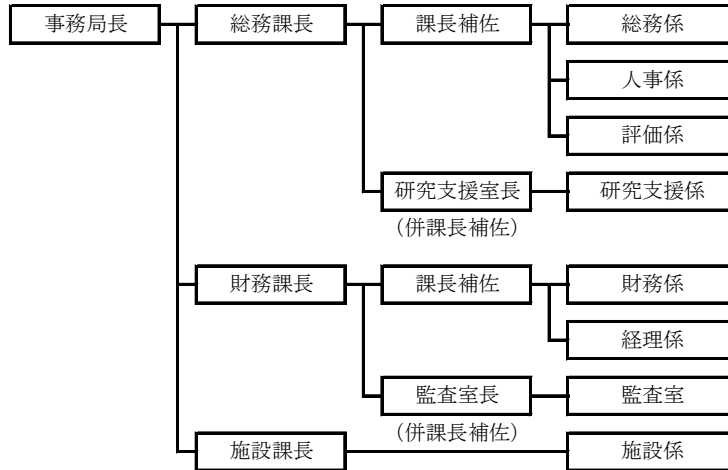 事務局長 総務課長 課長補佐 総務係
人事係
評価係
研究支援室長 研究支援係
(併課長補佐)
財務課長 課長補佐 財務係
経理係
監査室長 監査室
(併課長補佐)
施設課長 施設係